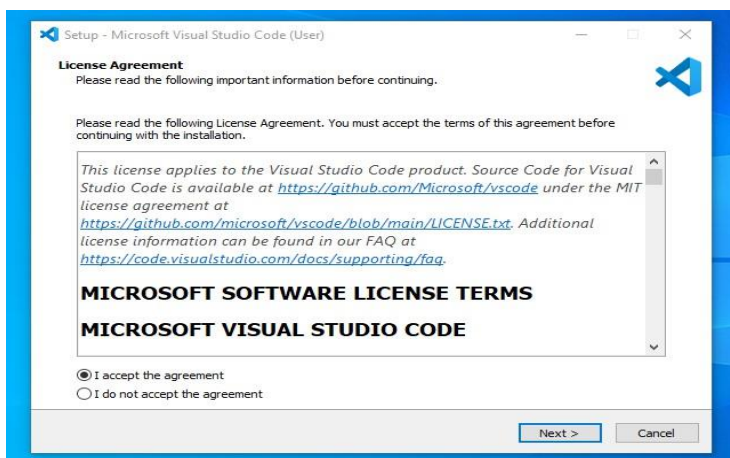 Setup - Microsoft Visual Studio Code (User)
License Agreement
Please read the following important information before continuing.
Please read the following License Agreement. You must accept the terms of this agreement before
continuing with the installation.
This license applies to the Visual Studio Code product. Source Code for Visual
Studio Code is available at https://github.com/Microsoft/vscode under the MIT
license agreement at
https://github.com/microsoft/vscode/blob/main/LICENSE.txt. Additional
license information can be found in our FAQ at
https://code.visualstudio.com/docs/supporting/faq.
MICROSOFT SOFTWARE LICENSE TERMS
MICROSOFT VISUAL STUDIO CODE
I accept the agreement
I do not accept the agreement
Next >
Cancel